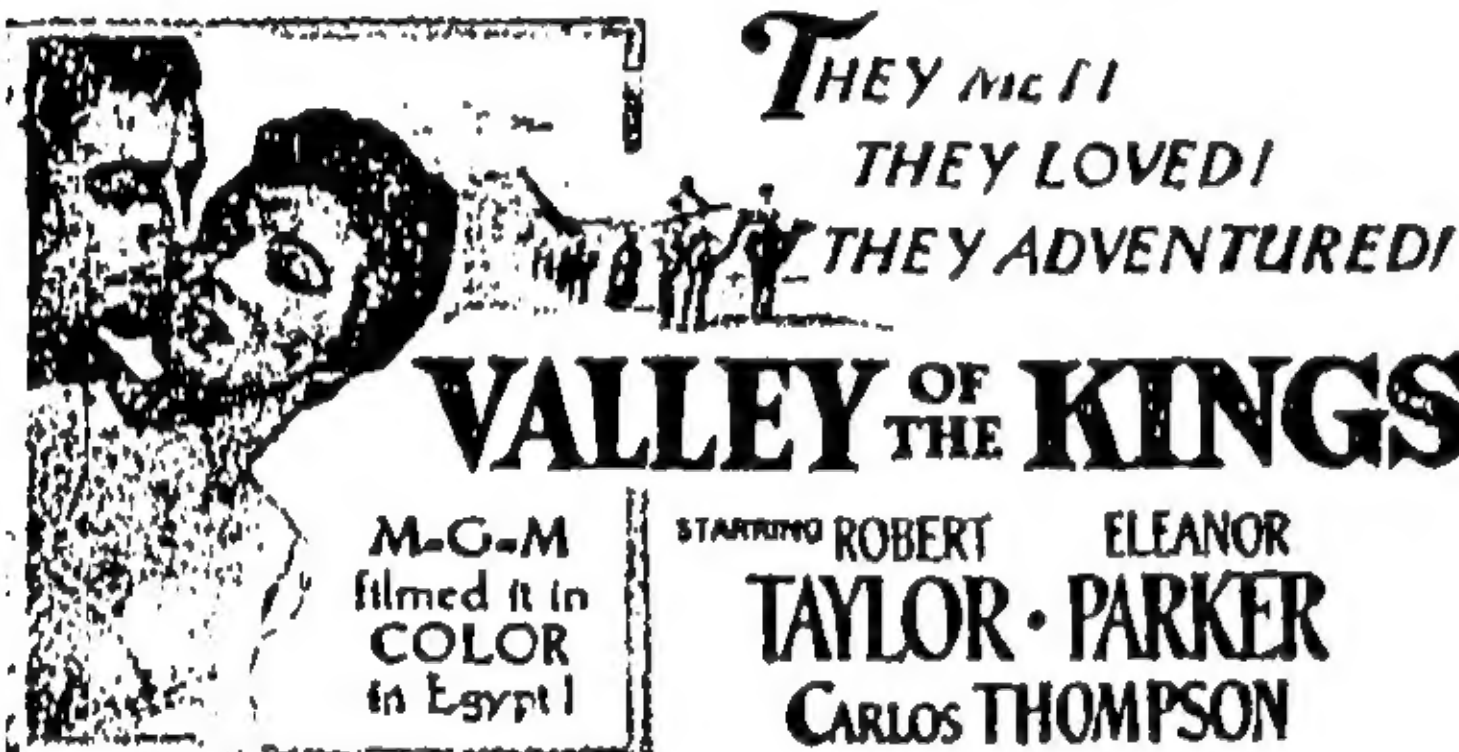 THEY MET!
THEY LOVED!
THEY ADVENTURED!
VALLEY OF THE KINGS
M-G-M
filmed it in
COLOR
in Egypt!
STARRING ROBERT ELEANOR
TAYLOR · PARKER
CARLOS THOMPSON